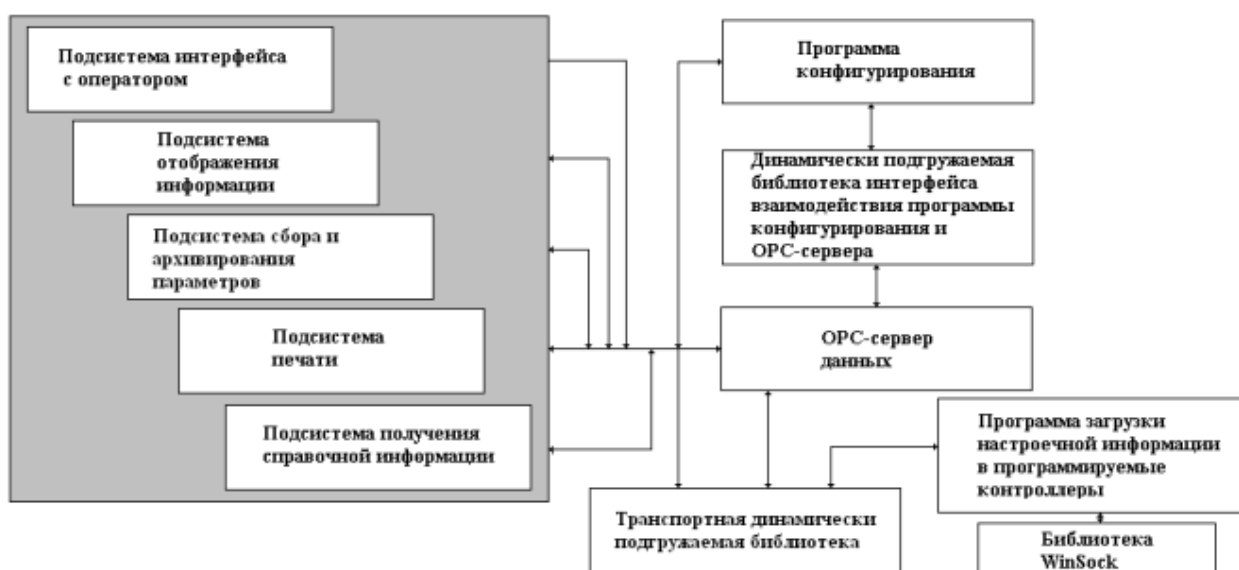 Подсистема интерфейса
с оператором
Подсистема
отображения
информации
Подсистема сбора и
архивирования
параметров
Подсистема
печати
Подсистема получения
справочной информации
Программа
конфигурирования
Динамически подгружаемая
библиотека интерфейса
взаимодействия программы
конфигурирования и
OPC-сервера
OPC-сервер
данных
Программа загрузки
настроечной информации
в программируемые
контроллеры
Транспортная динамически
подгружаемая библиотека
Библиотека
WinSock